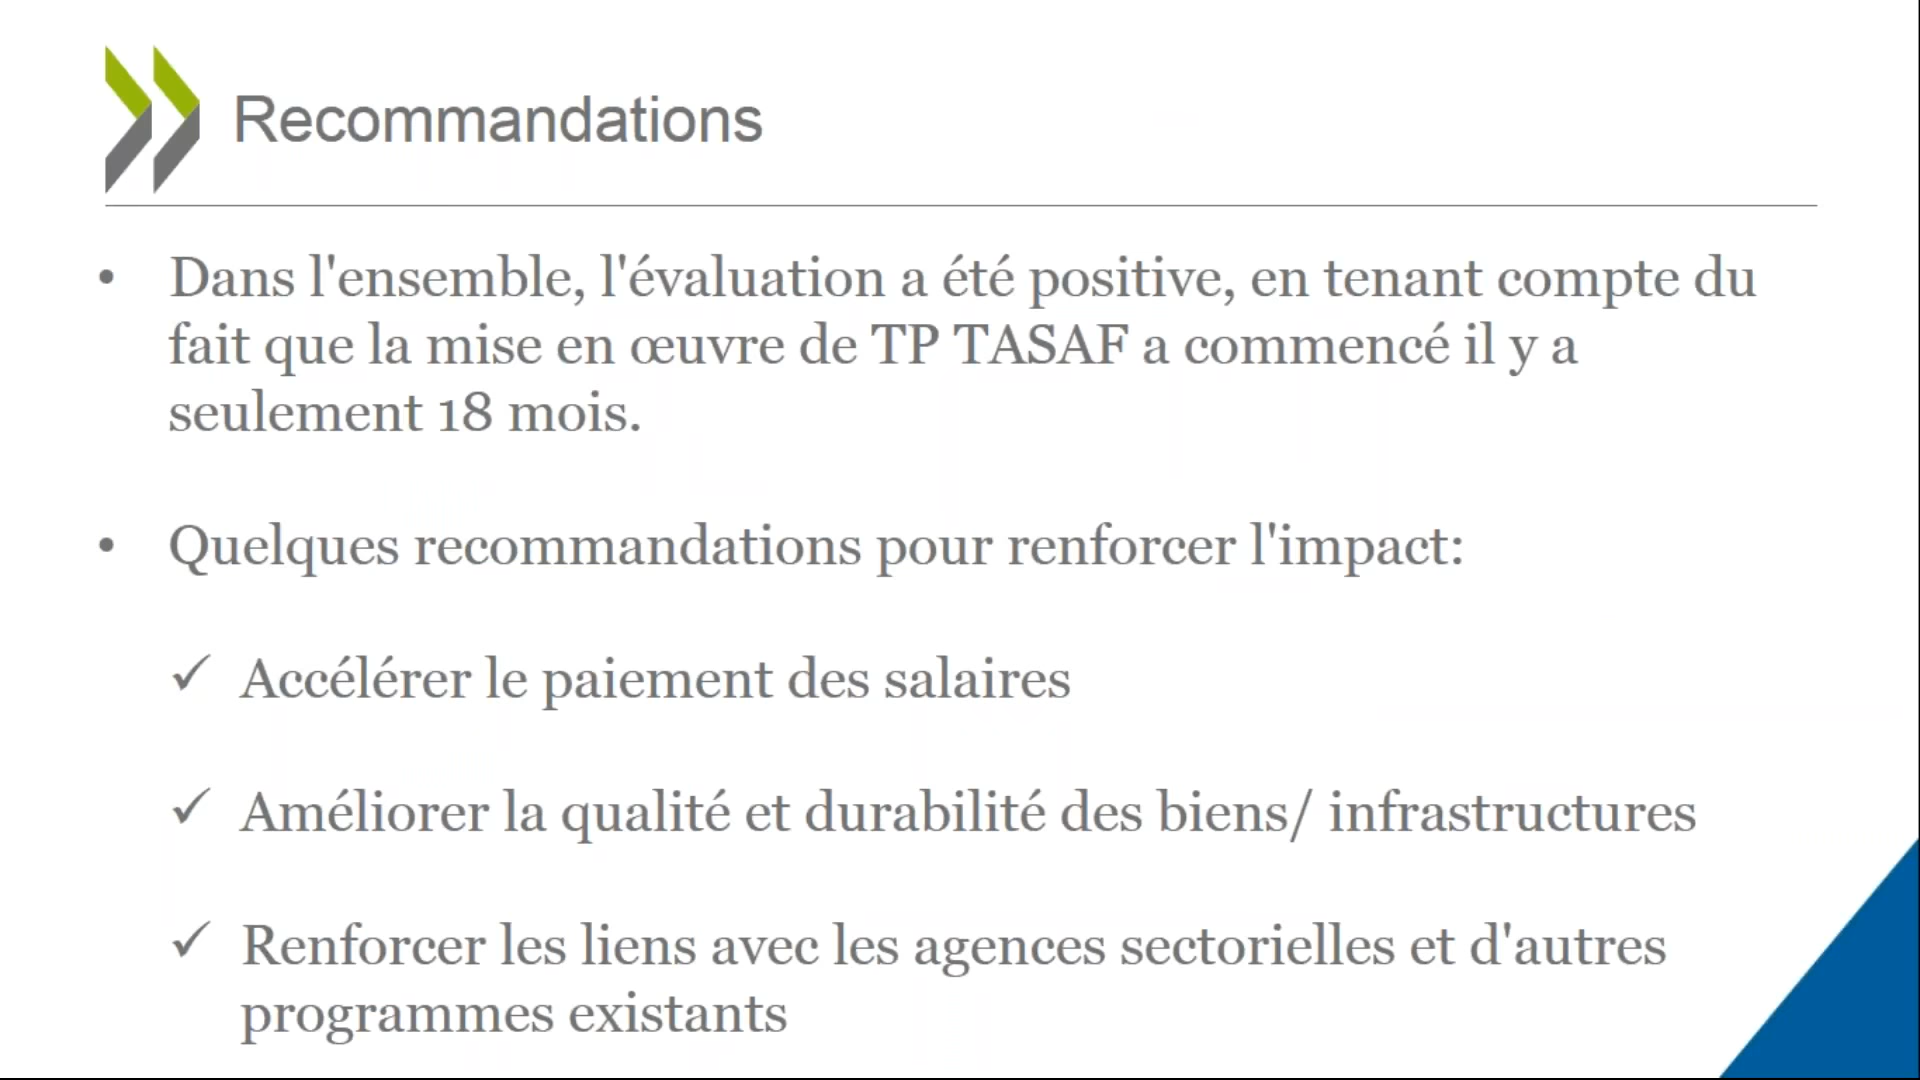 Recommandations
• Dans l'ensemble, l'évaluation a été positive, en tenant compte du
fait que la mise en œuvre de TP TASAF a commencé il y a
seulement 18 mois.
• Quelques recommandations pour renforcer l'impact:
✓ Accélérer le paiement des salaires
✓ Améliorer la qualité et durabilité des biens/ infrastructures
✓ Renforcer les liens avec les agences sectorielles et d'autres
programmes existants